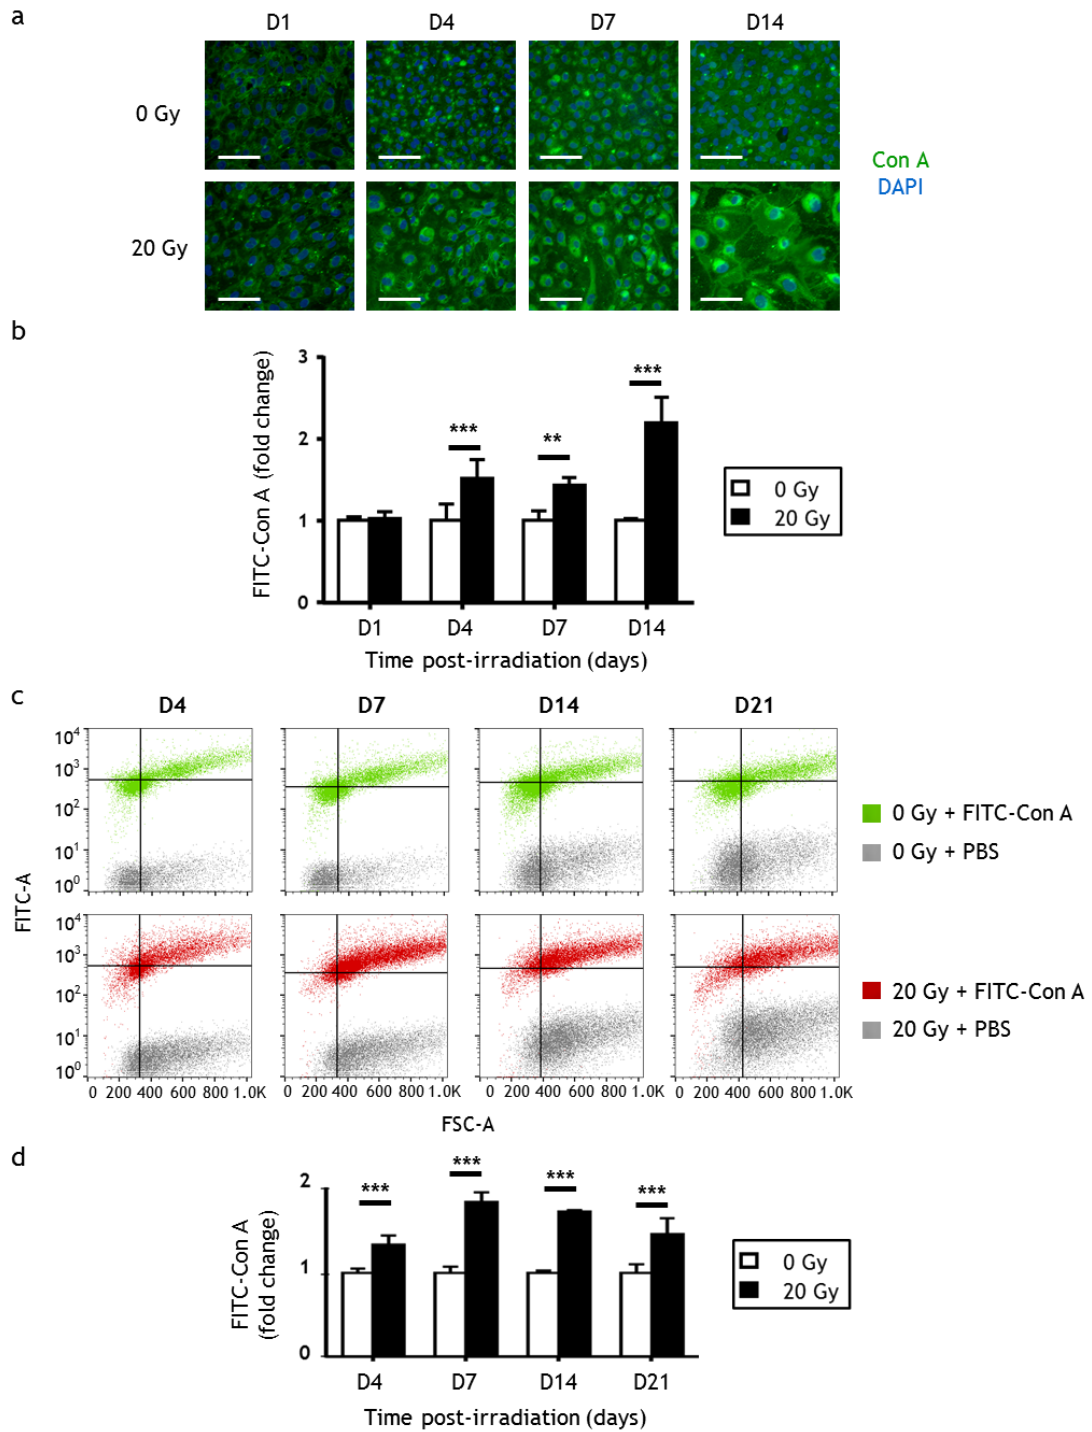 a
D1 D4 D7 D14
0 Gy
20 Gy
Con A
DAPI
b
FITC-Con A (fold change)
3
2
1
0
*** ** ***
D1 D4 D7 D14
Time post-irradiation (days)
0 Gy
20 Gy
c
D4 D7 D14 D21
FITC-A
10⁴
10³
10²
10¹
10⁰
0 Gy + FITC-Con A
0 Gy + PBS
10⁴
10³
10²
10¹
10⁰
20 Gy + FITC-Con A
20 Gy + PBS
0 200 400 600 800 1.0K 0 200 400 600 800 1.0K 0 200 400 600 800 1.0K 0 200 400 600 800 1.0K
FSC-A
d
FITC-Con A
(fold change)
2
1
0
*** *** *** ***
D4 D7 D14 D21
Time post-irradiation (days)
0 Gy
20 Gy